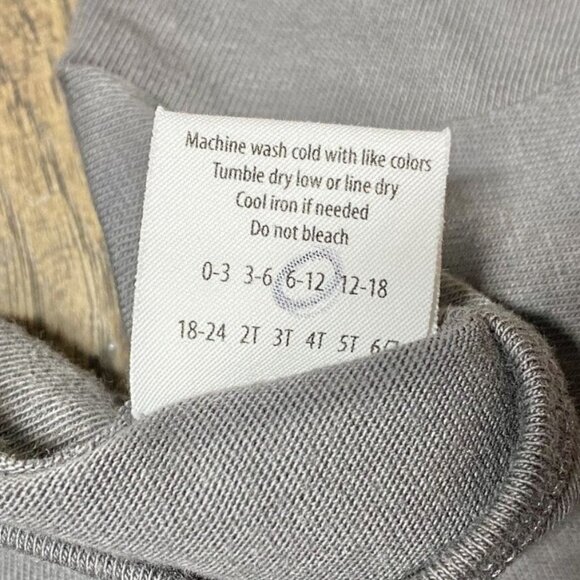 Machine wash cold with like colors
Tumble dry low or line dry
Cool iron if needed
Do not bleach
0-3 3-6 6-12 12-18
18-24 2T 3T 4T 5T